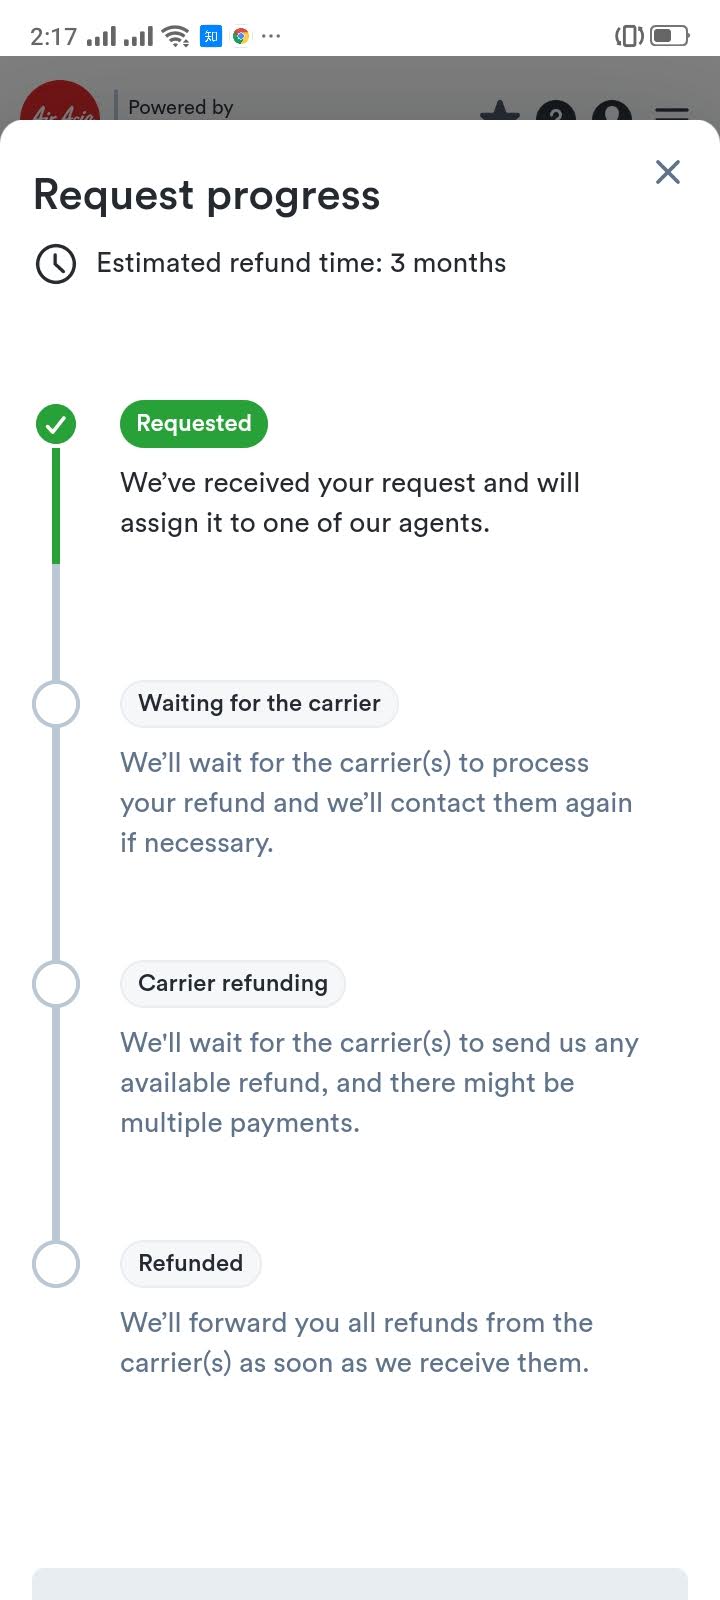 2:17 知 ...
Air Asia
Powered by
?
Request progress
Estimated refund time: 3 months
Requested
We’ve received your request and will
assign it to one of our agents.
Waiting for the carrier
We’ll wait for the carrier(s) to process
your refund and we’ll contact them again
if necessary.
Carrier refunding
We'll wait for the carrier(s) to send us any
available refund, and there might be
multiple payments.
Refunded
We’ll forward you all refunds from the
carrier(s) as soon as we receive them.